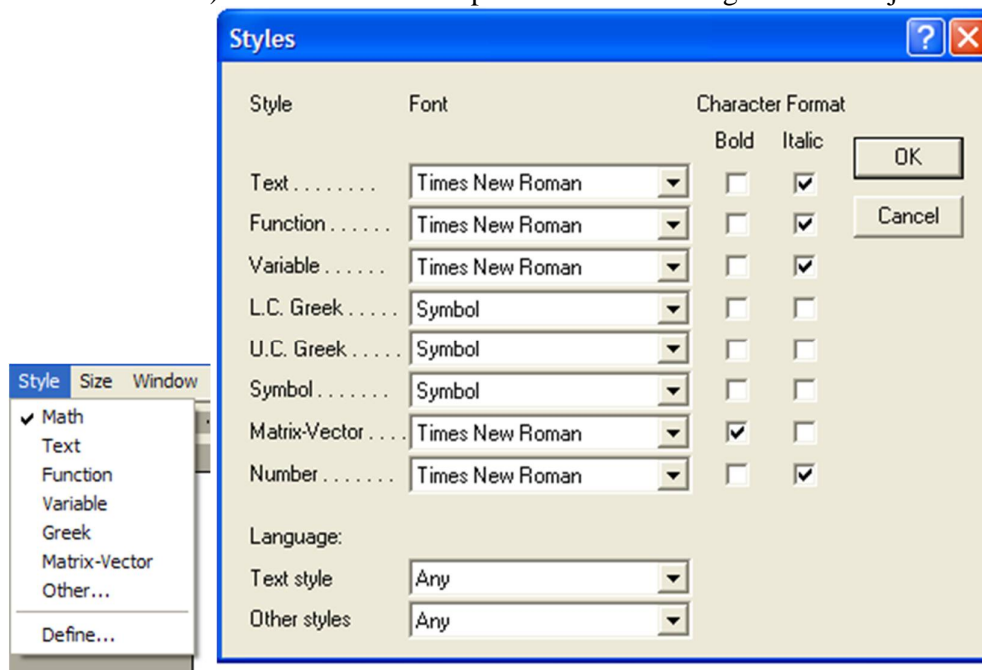 Styles
Style Font Character Format
Bold Italic
OK
Cancel
Text . . . . . . . . Times New Roman
Function . . . . . . Times New Roman
Variable . . . . . . Times New Roman
L.C. Greek . . . . . Symbol
U.C. Greek . . . . . Symbol
Symbol . . . . . . . Symbol
Matrix-Vector . . . . Times New Roman
Number . . . . . . . Times New Roman
Language:
Text style Any
Other styles Any
Style Size Window
Math
Text
Function
Variable
Greek
Matrix-Vector
Other...
Define...